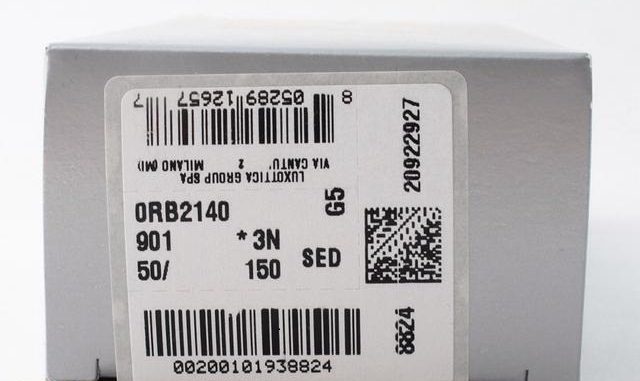 8 05289 12657 7
LUXOTTICA GROUP SPA
VIA CANTU' 2 MILANO (MI)
20922927
G5
0RB2140
901 *3N
50/ 150 SED
8824
00200101938824